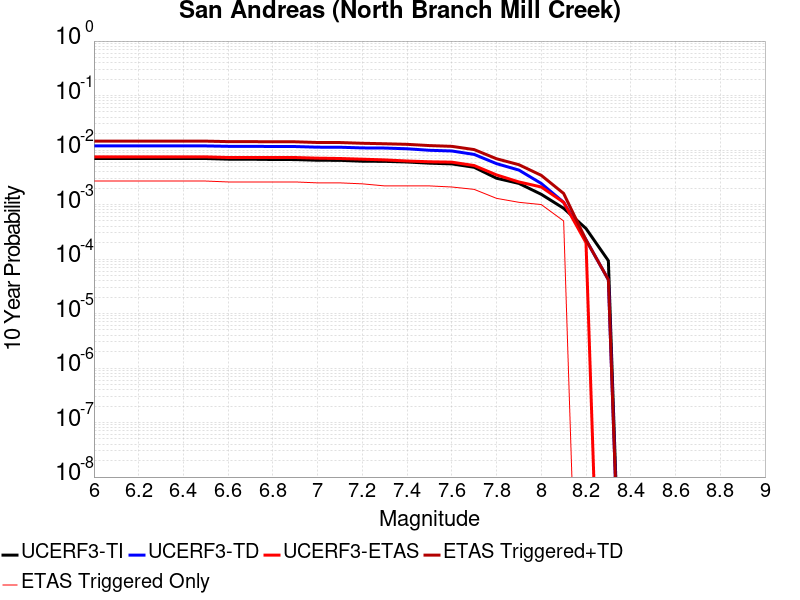 San Andreas (North Branch Mill Creek)
10 0
10 -1
10 -2
10 -3
10 -4
10 -5
10 -6
10 -7
10 -8
10 Year Probability
6 6.2 6.4 6.6 6.8 7 7.2 7.4 7.6 7.8 8 8.2 8.4 8.6 8.8 9
Magnitude
UCERF3-TI UCERF3-TD UCERF3-ETAS ETAS Triggered+TD
ETAS Triggered Only